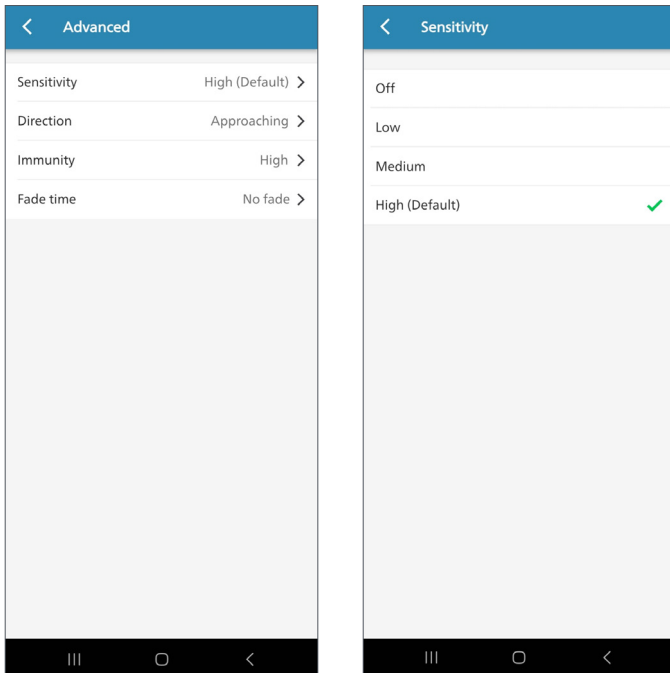 Advanced
Sensitivity High (Default)
Direction Approaching
Immunity High
Fade time No fade
Sensitivity
Off
Low
Medium
High (Default)